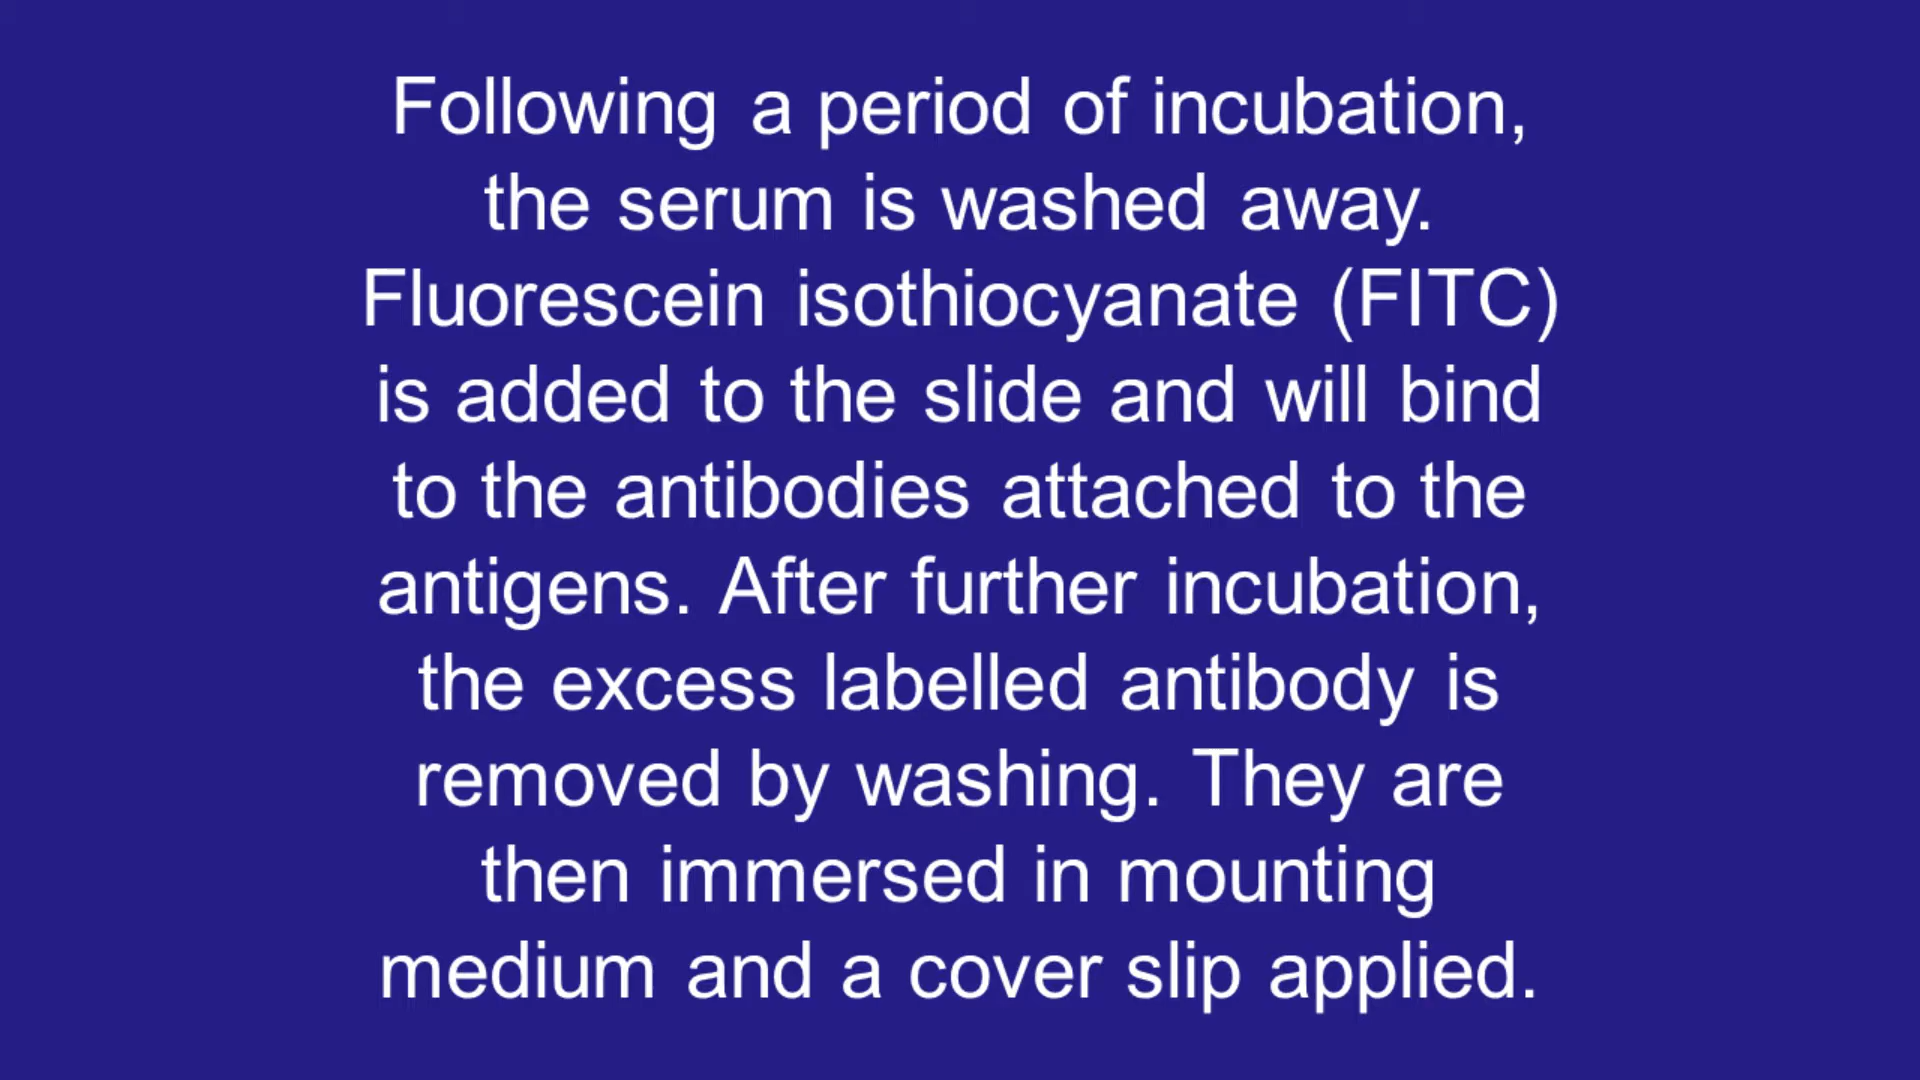 Following a period of incubation,
the serum is washed away.
Fluorescein isothiocyanate (FITC)
is added to the slide and will bind
to the antibodies attached to the
antigens. After further incubation,
the excess labelled antibody is
removed by washing. They are
then immersed in mounting
medium and a cover slip applied.